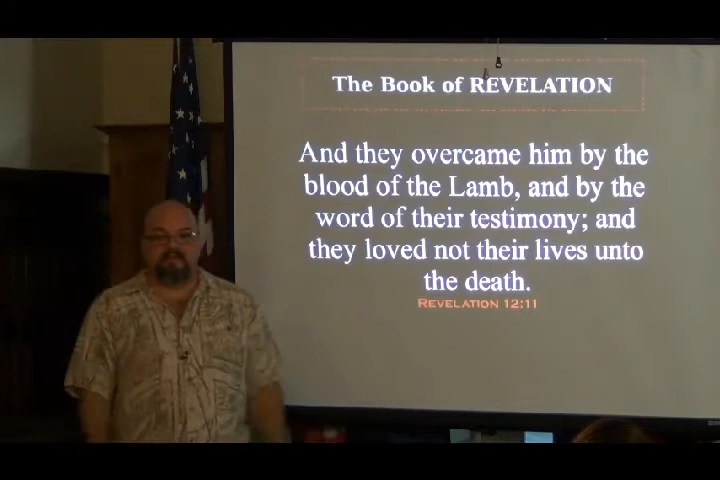 The Book of REVELATION
And they overcame him by the
blood of the Lamb, and by the
word of their testimony; and
they loved not their lives unto
the death.
REVELATION 12:11